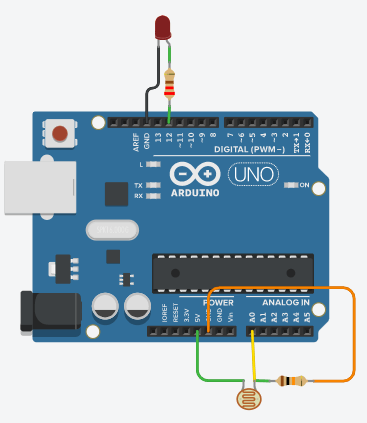 AREF
GND
13
12
~11
~10
~9
8
7
~6
~5
4
~3
2
TX→1
RX←0
DIGITAL (PWM~)
L
TX
RX
UNO
ON
ARDUINO
POWER
ANALOG IN
IOREF
RESET
3.3V
5V
GND
Vin
A0
A1
A2
A3
A4
A5